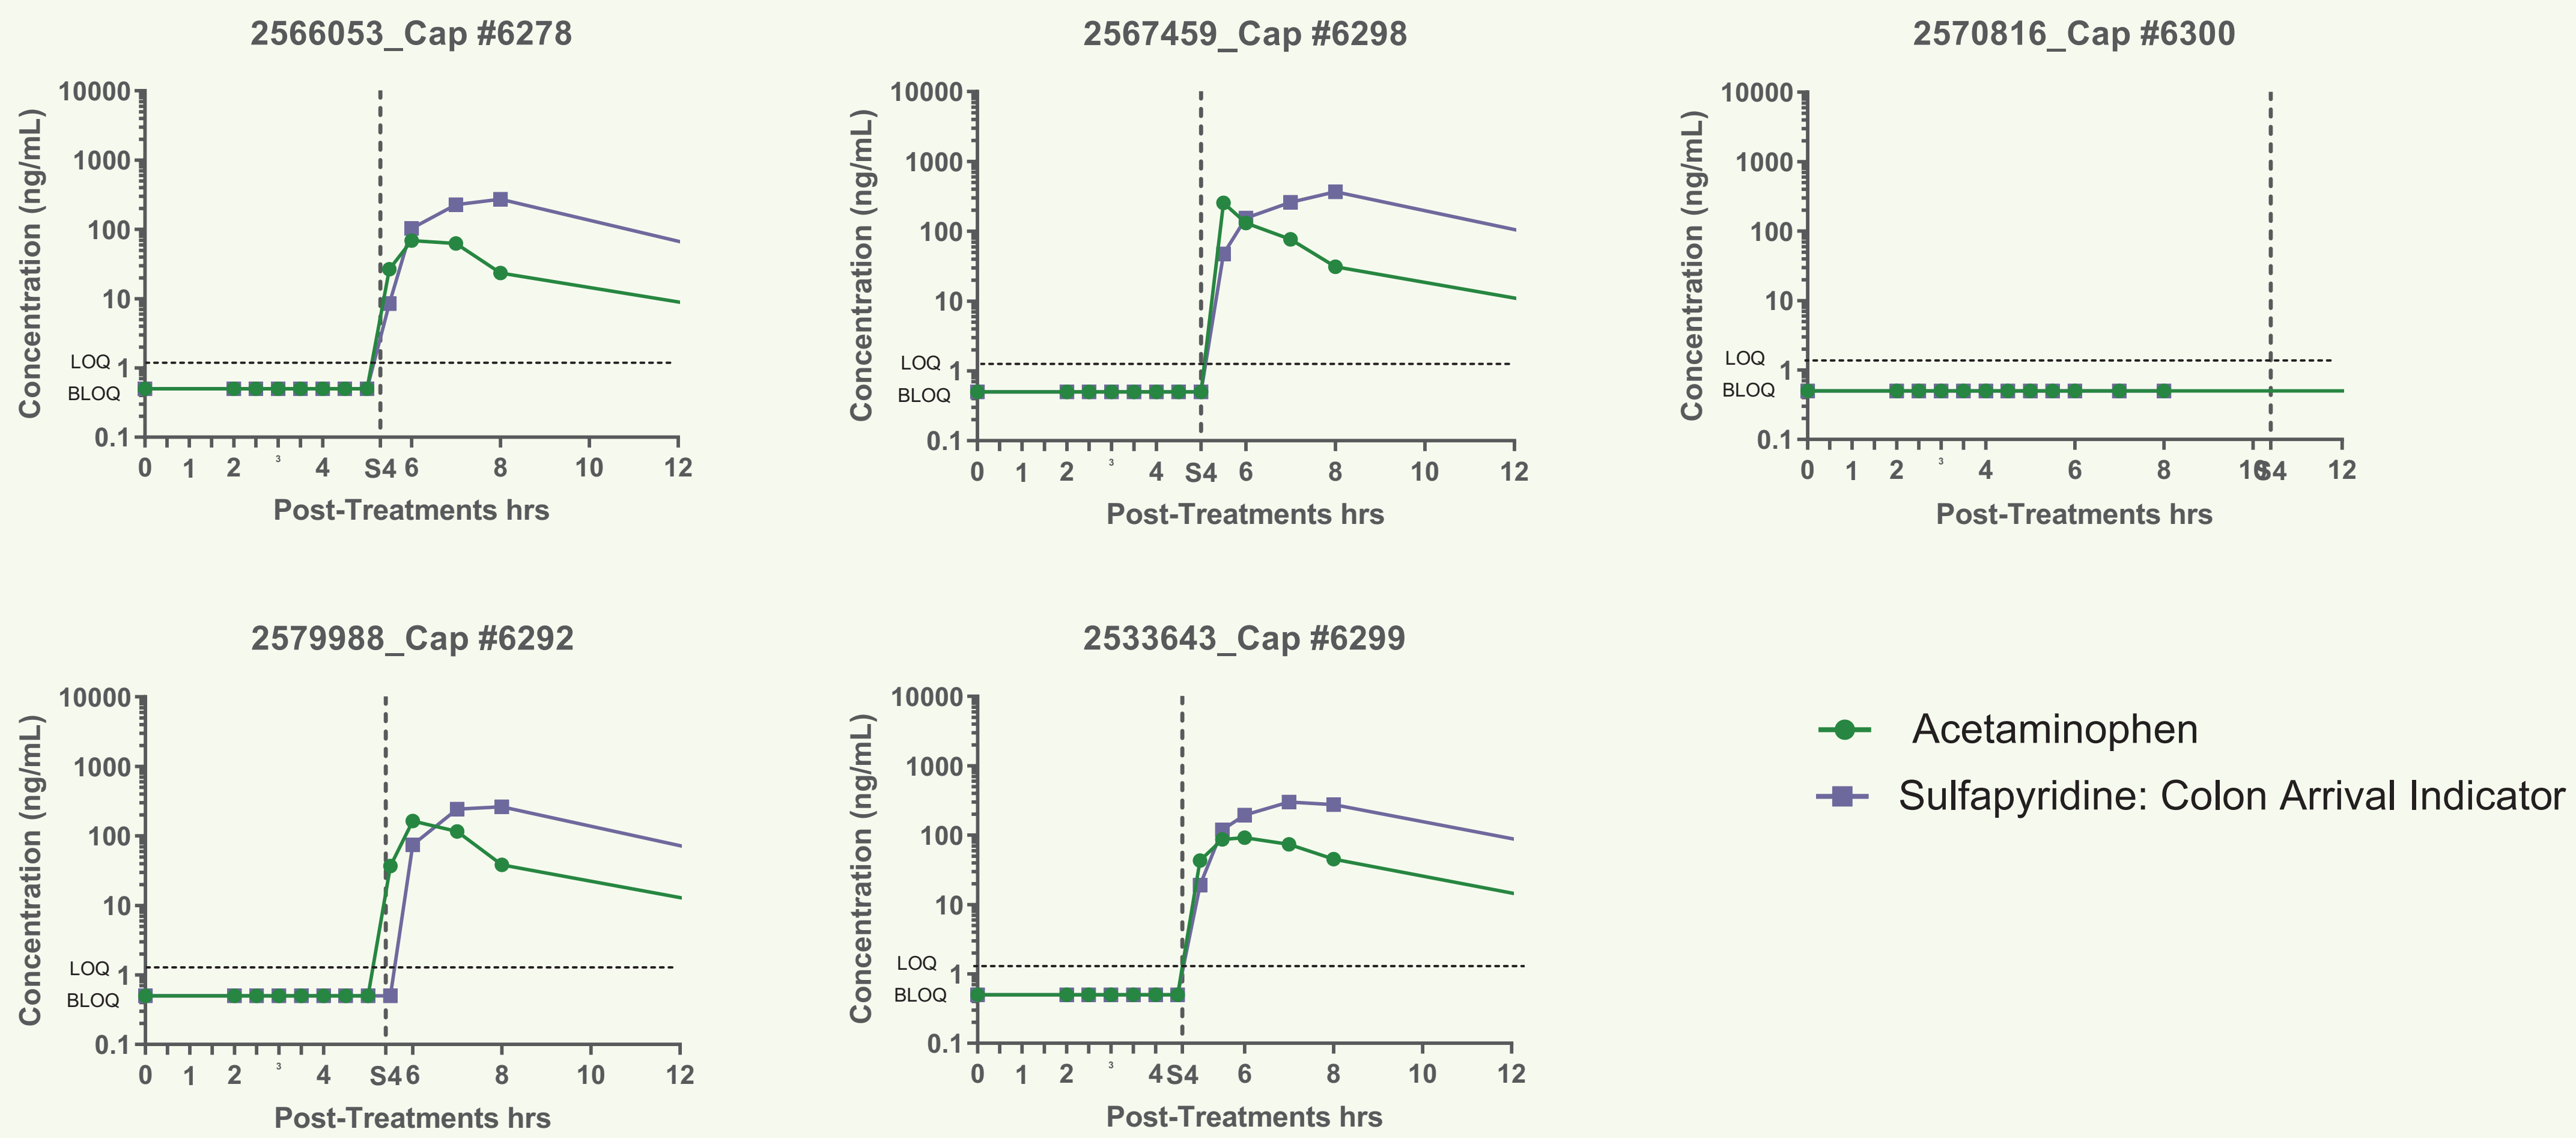 2566053_Cap #6278
Concentration (ng/mL)
10000
1000
100
10
LOQ
1
BLOQ
0.1
0 1 2 3 4 S4 6 8 10 12
Post-Treatments hrs
2567459_Cap #6298
Concentration (ng/mL)
10000
1000
100
10
LOQ
1
BLOQ
0.1
0 1 2 3 4 S4 6 8 10 12
Post-Treatments hrs
2570816_Cap #6300
Concentration (ng/mL)
10000
1000
100
10
LOQ
1
BLOQ
0.1
0 1 2 3 4 6 8 10 S4 12
Post-Treatments hrs
2579988_Cap #6292
Concentration (ng/mL)
10000
1000
100
10
LOQ
1
BLOQ
0.1
0 1 2 3 4 S4 6 8 10 12
Post-Treatments hrs
2533643_Cap #6299
Concentration (ng/mL)
10000
1000
100
10
LOQ
1
BLOQ
0.1
0 1 2 3 4 S4 6 8 10 12
Post-Treatments hrs
Acetaminophen
Sulfapyridine: Colon Arrival Indicator